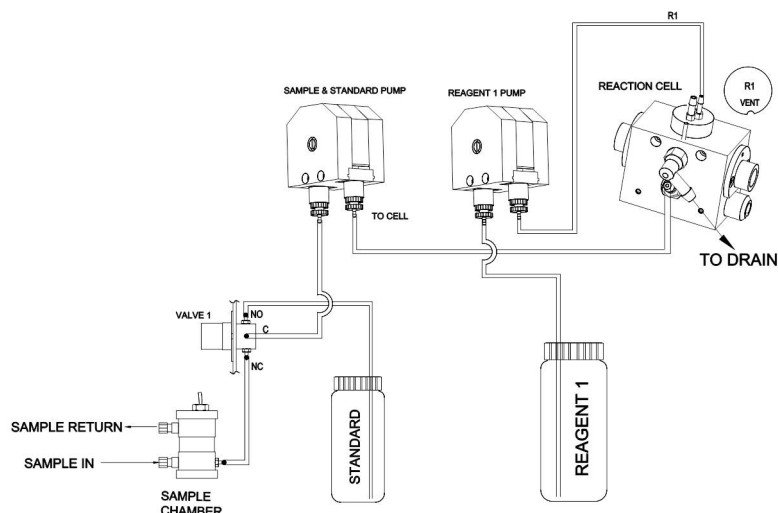 R1
SAMPLE & STANDARD PUMP
REAGENT 1 PUMP
REACTION CELL
R1
VENT
TO CELL
TO DRAIN
VALVE 1
NO
C
NC
SAMPLE RETURN
SAMPLE IN
SAMPLE
CHAMBER
STANDARD
REAGENT 1